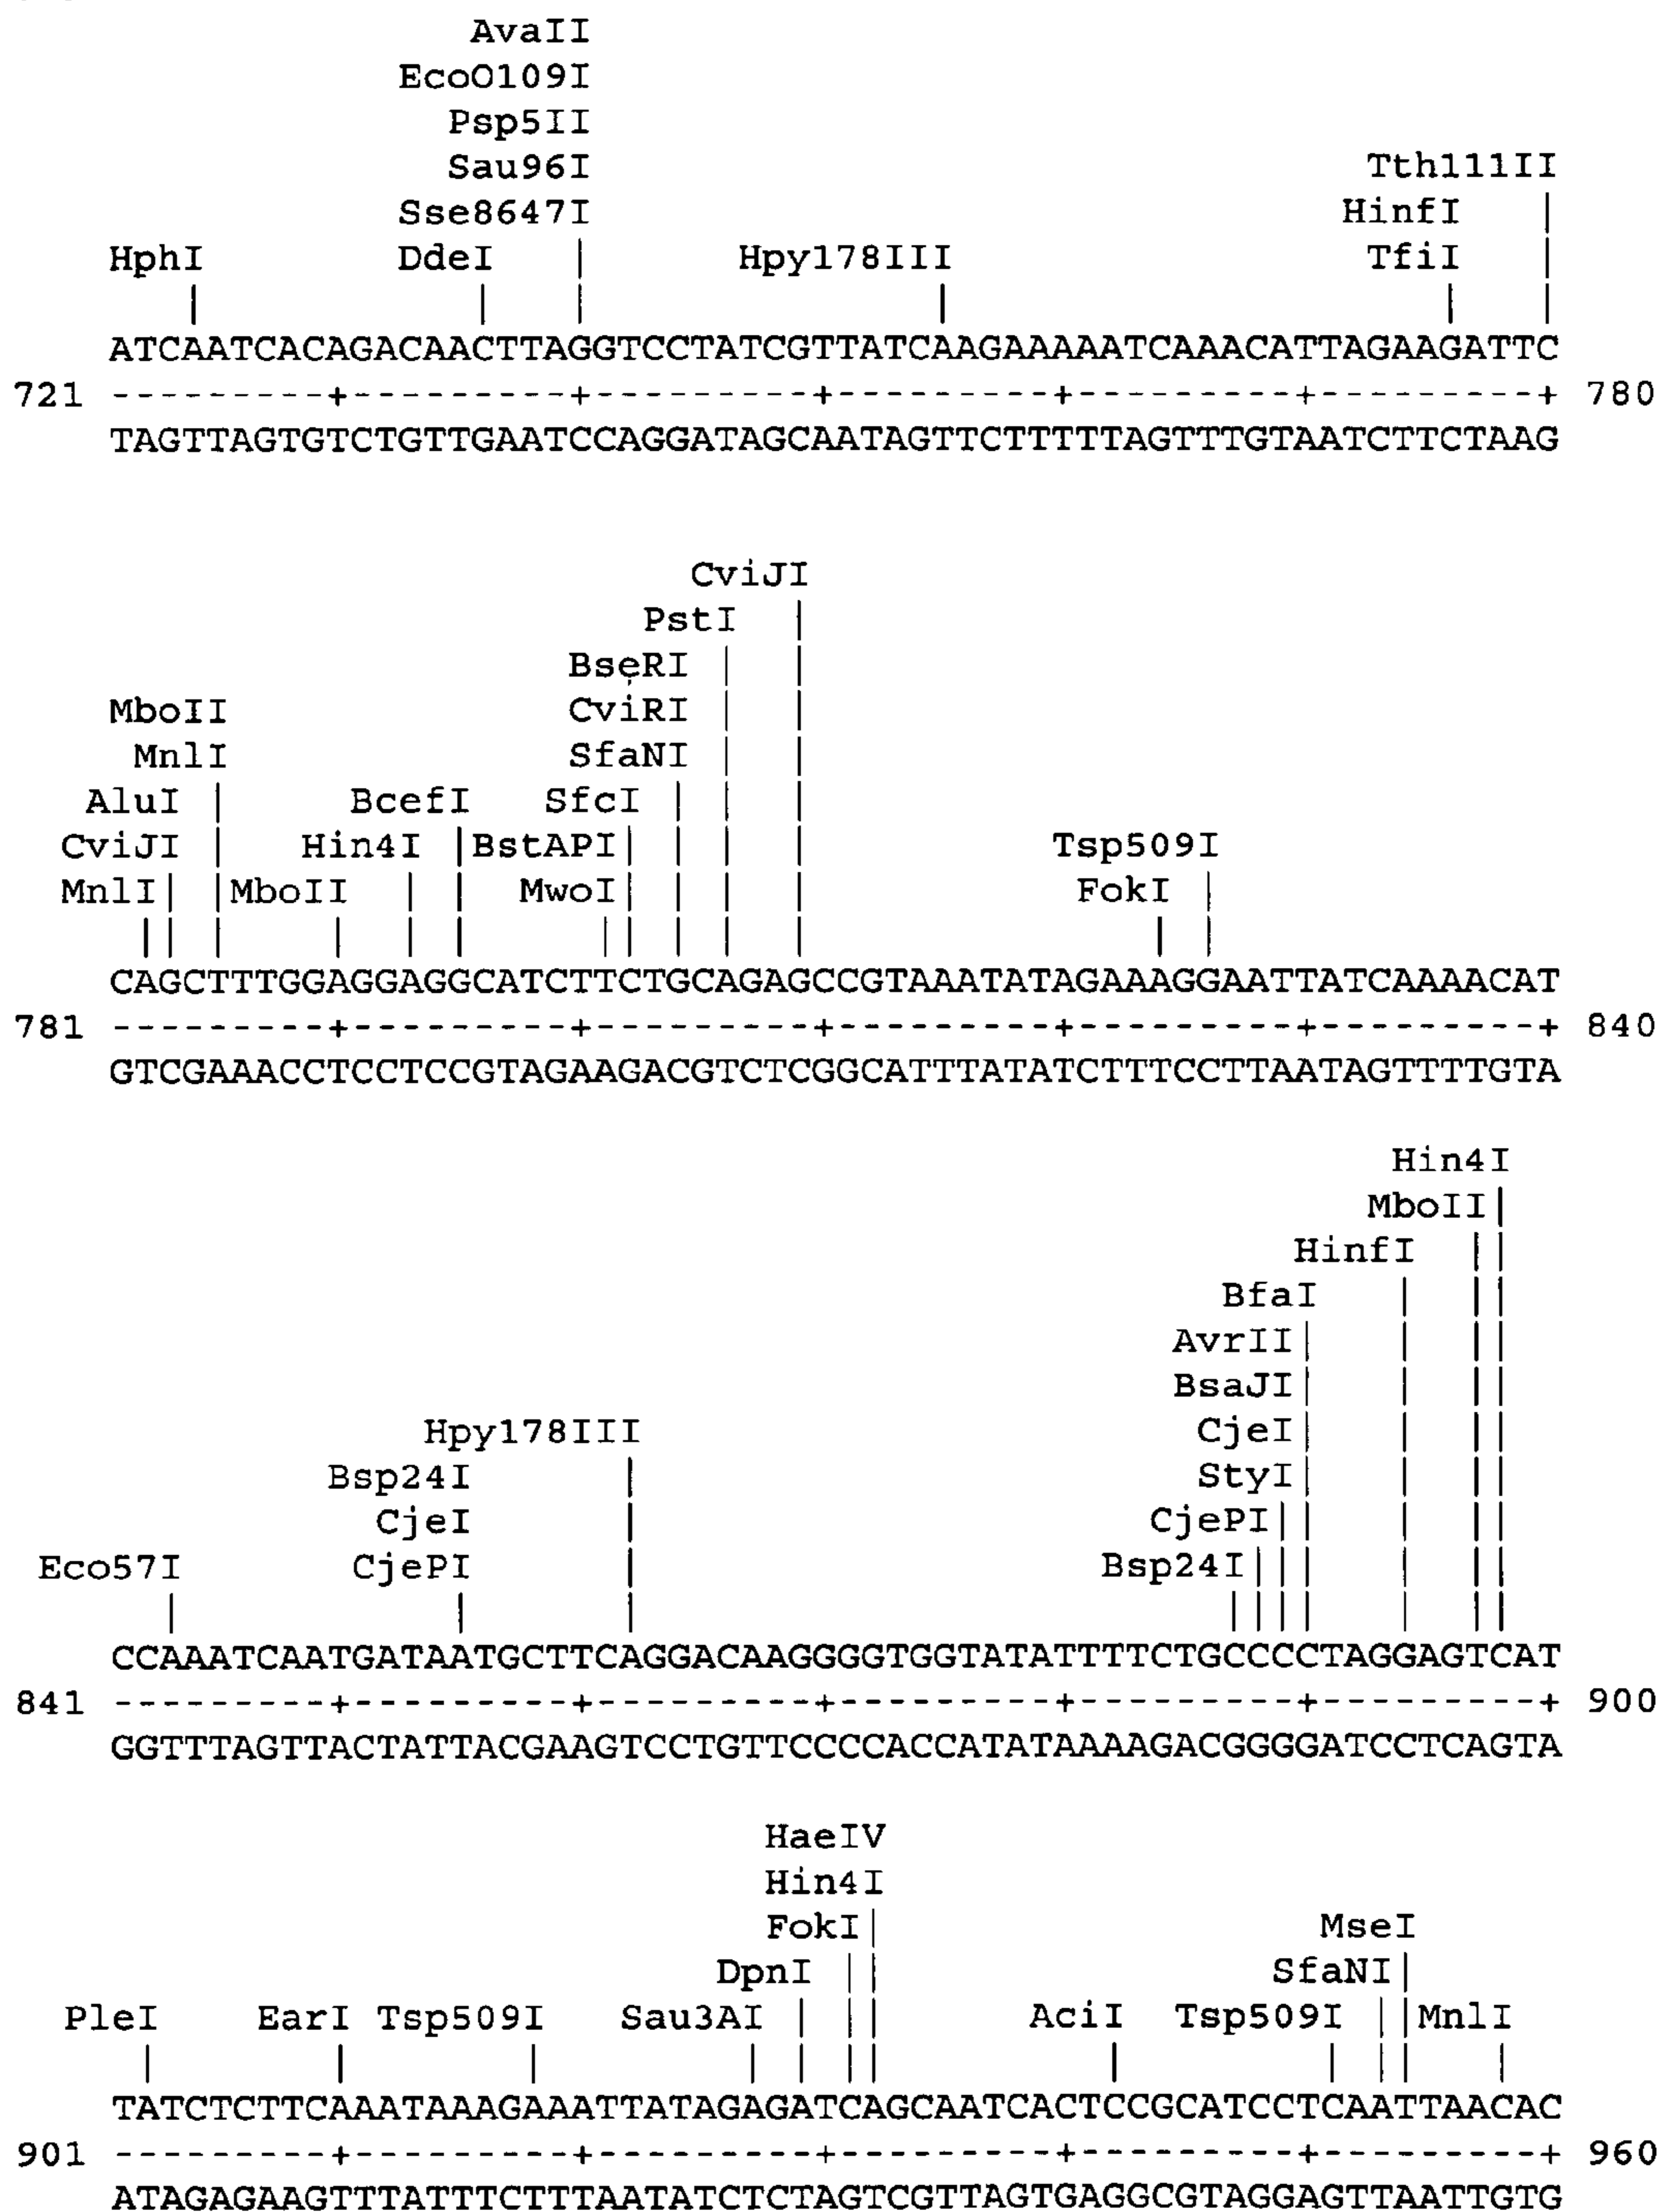 AvaII
EcoO109I
Psp5II
Sau96I Tth111II
Sse8647I HinfI
HphI DdeI Hpy178III TfiI
ATCAATCACAGACAACTTAGGTCCTATCGTTATCAAGAAAAATCAAACATTAGAAGATTC
721 ---------+---------+---------+---------+---------+---------+ 780
TAGTTAGTGTCTGTTGAATCCAGGATAGCAATAGTTCTTTTTAGTTTGTAATCTTCTAAG
CviJI
PstI
BseRI
MboII CviRI
MnlI SfaNI
AluI BcefI SfcI
CviJI Hin4I BstAPI Tsp509I
MnlI MboII MwoI FokI
CAGCTTTGGAGGAGGCATCTTCTGCAGAGCCGTAAATATAGAAAGGAATTATCAAAACAT
781 ---------+---------+---------+---------+---------+---------+ 840
GTCGAAACCTCCTCCGTAGAAGACGTCTCGGCATTTATATCTTTCCTTAATAGTTTTGTA
Hin4I
MboII
HinfI
BfaI
AvrII
BsaJI
Hpy178III CjeI
Bsp24I StyI
CjeI CjePI
Eco57I CjePI Bsp24I
CCAAATCAATGATAATGCTTCAGGACAAGGGGGTGGTATATTTTCTGCCCCTAGGAGTCAT
841 ---------+---------+---------+---------+---------+---------+ 900
GGTTTAGTTACTATTACGAAGTCCTGTTCCCCCACCATATAAAAGACGGGGATCCTCAGTA
HaeIV
Hin4I
FokI MseI
DpnI SfaNI
PleI EarI Tsp509I Sau3AI AciI Tsp509I MnlI
TATCTCTTCAAATAAAGAAATTATAGAGATCAGCAATCACTCCGCATCCTCAATTAACAC
901 ---------+---------+---------+---------+---------+---------+ 960
ATAGAGAAGTTTATTTCTTTAATATCTCTAGTCGTTAGTGAGGCGTAGGAGTTAATTGTG